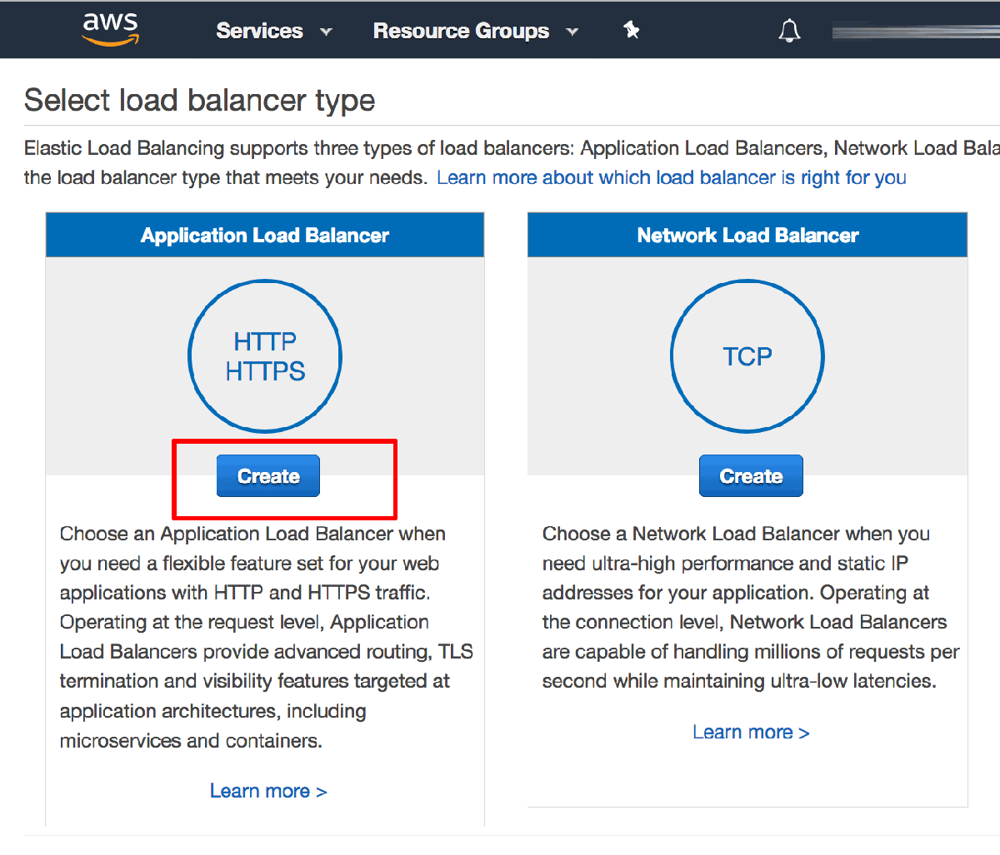 aws
Services
Resource Groups
Select load balancer type
Elastic Load Balancing supports three types of load balancers: Application Load Balancers, Network Load Bala
the load balancer type that meets your needs. Learn more about which load balancer is right for you
Application Load Balancer
HTTP
HTTPS
Create
Choose an Application Load Balancer when
you need a flexible feature set for your web
applications with HTTP and HTTPS traffic.
Operating at the request level, Application
Load Balancers provide advanced routing, TLS
termination and visibility features targeted at
application architectures, including
microservices and containers.
Learn more >
Network Load Balancer
TCP
Create
Choose a Network Load Balancer when you
need ultra-high performance and static IP
addresses for your application. Operating at
the connection level, Network Load Balancers
are capable of handling millions of requests per
second while maintaining ultra-low latencies.
Learn more >